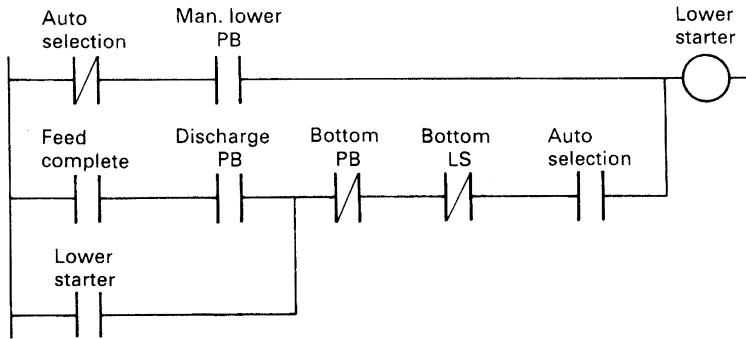 Auto
selection
Man. lower
PB
Lower
starter
Feed
complete
Discharge
PB
Bottom
PB
Bottom
LS
Auto
selection
Lower
starter